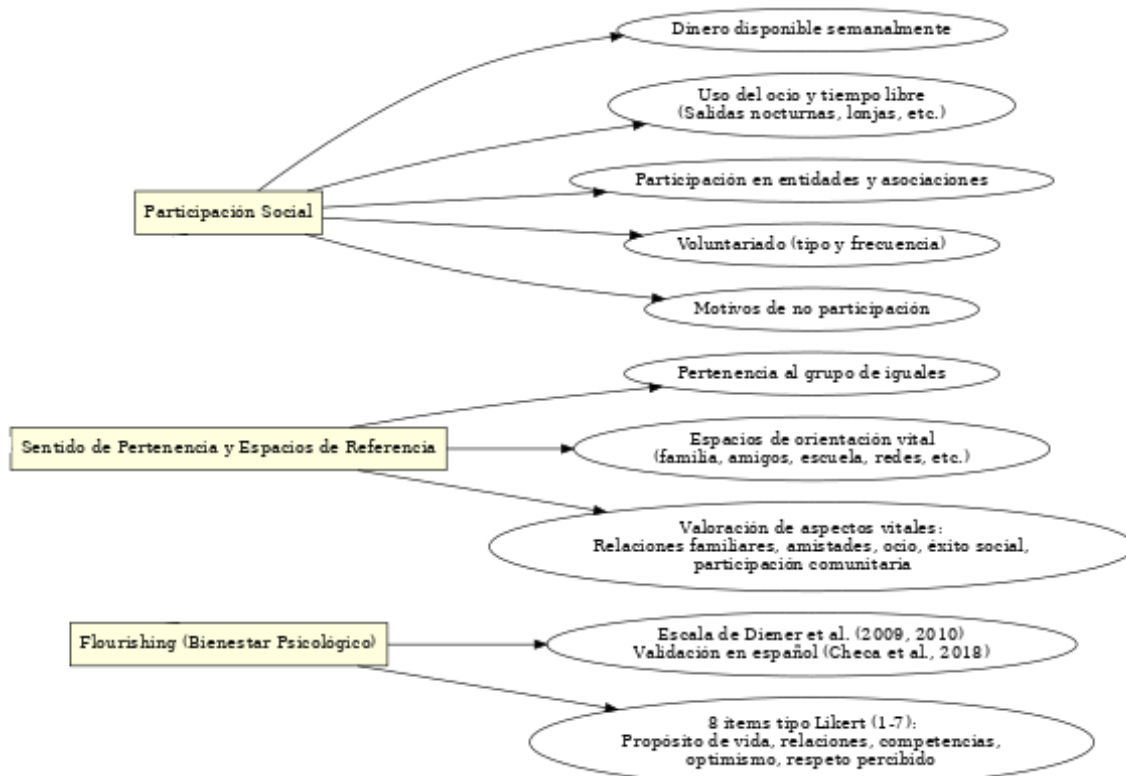 Dinero disponible semanalmente
Uso del ocio y tiempo libre
(Salidas nocturnas, lonjas, etc.)
Participación en entidades y asociaciones
Participación Social
Voluntariado (tipo y frecuencia)
Motivos de no participación
Pertenencia al grupo de iguales
Sentido de Pertenencia y Espacios de Referencia
Espacios de orientación vital
(familia, amigos, escuela, redes, etc.)
Valoración de aspectos vitales:
Relaciones familiares, amistades, ocio, éxito social,
participación comunitaria
Flourishing (Bienestar Psicológico)
Escala de Diener et al. (2009, 2010)
Validación en español (Checa et al., 2018)
8 ítems tipo Likert (1-7):
Propósito de vida, relaciones, competencias,
optimismo, respeto percibido